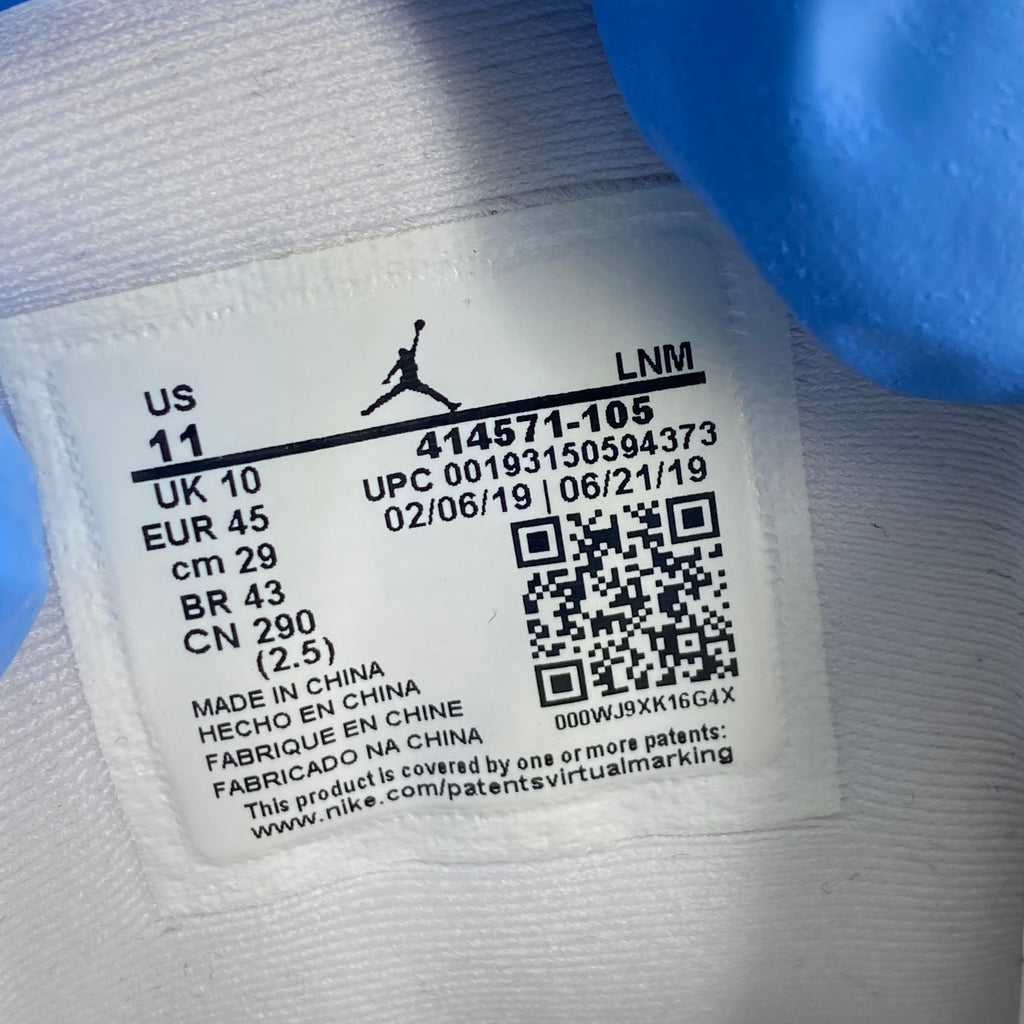 US
LNM
11
414571-105
UPC 00193150594373
02/06/19 | 06/21/19
UK 10
EUR 45
cm 29
BR 43
CN 290
(2.5)
000WJ9XK16G4X
MADE IN CHINA
HECHO EN CHINA
FABRIQUE EN CHINE
FABRICADO NA CHINA
This product is covered by one or more patents:
www.nike.com/patentsvirtualmarking